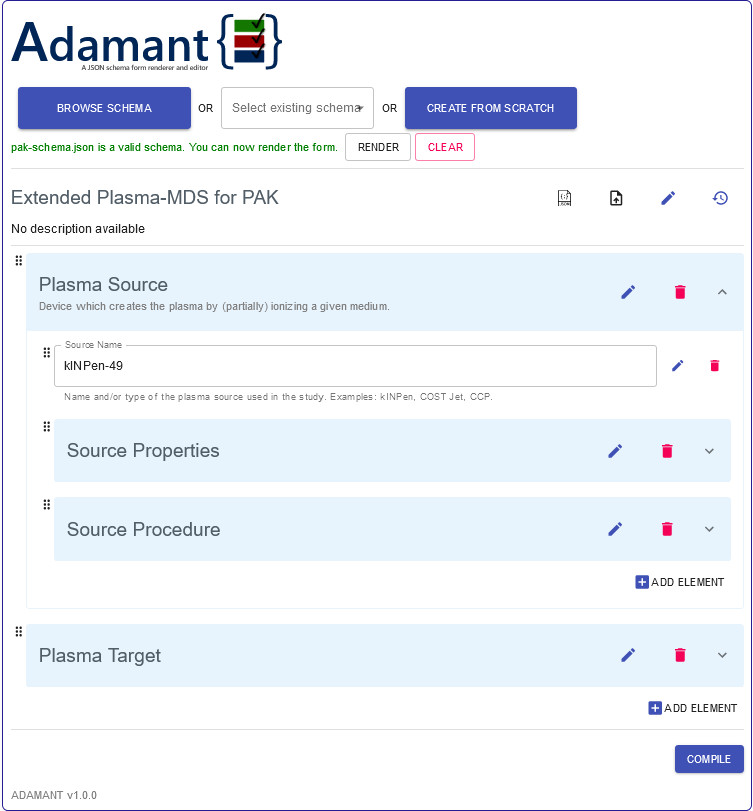 Adamant
A JSON schema form renderer and editor
BROWSE SCHEMA OR Select existing schema OR CREATE FROM SCRATCH
pak-schema.json is a valid schema. You can now render the form. RENDER CLEAR
Extended Plasma-MDS for PAK
No description available
Plasma Source
Device which creates the plasma by (partially) ionizing a given medium.
Source Name
kINPen-49
Name and/or type of the plasma source used in the study. Examples: kINPen, COST Jet, CCP.
Source Properties
Source Procedure
ADD ELEMENT
Plasma Target
ADD ELEMENT
COMPILE
ADAMANT v1.0.0